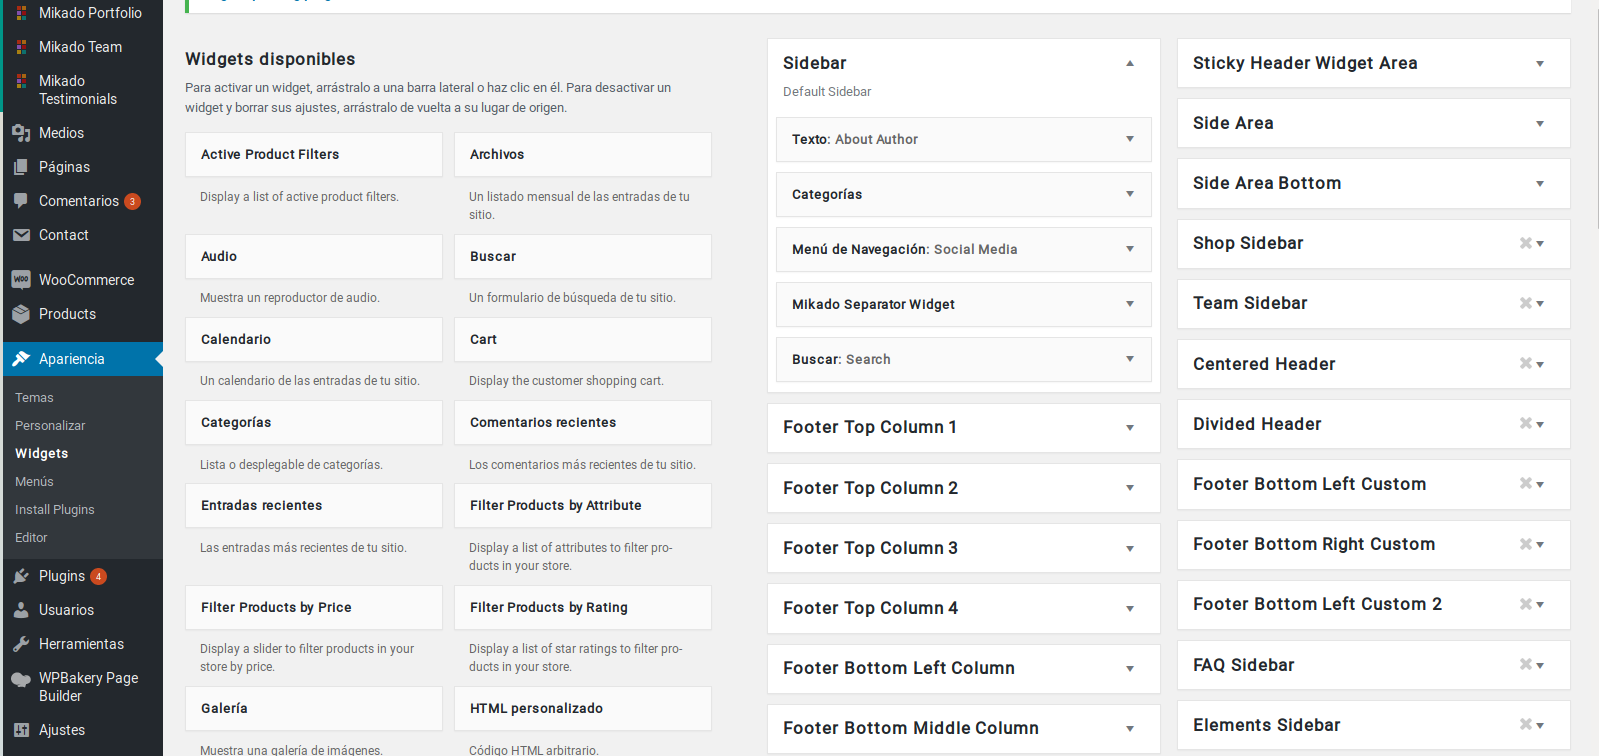 Mikado Portfolio
Mikado Team
Mikado
Testimonials
Medios
Páginas
Comentarios 3
Contact
WOO WooCommerce
Products
Apariencia
Temas
Personalizar
Widgets
Menús
Install Plugins
Editor
Plugins 4
Usuarios
Herramientas
WPBakery Page
Builder
Ajustes
Widgets disponibles
Para activar un widget, arrástralo a una barra lateral o haz clic en él. Para desactivar un
widget y borrar sus ajustes, arrástralo de vuelta a su lugar de origen.
Active Product Filters
Display a list of active product filters.
Archivos
Un listado mensual de las entradas de tu
sitio.
Audio
Muestra un reproductor de audio.
Buscar
Un formulario de búsqueda de tu sitio.
Calendario
Un calendario de las entradas de tu sitio.
Cart
Display the customer shopping cart.
Categorías
Lista o desplegable de categorías.
Comentarios recientes
Los comentarios más recientes de tu sitio.
Entradas recientes
Las entradas más recientes de tu sitio.
Filter Products by Attribute
Display a list of attributes to filter pro-
ducts in your store.
Filter Products by Price
Display a slider to filter products in your
store by price.
Filter Products by Rating
Display a list of star ratings to filter pro-
ducts in your store.
Galería
Muestra una galería de imágenes.
HTML personalizado
Código HTML arbitrario.
Sidebar
Default Sidebar
Texto: About Author
Categorías
Menú de Navegación: Social Media
Mikado Separator Widget
Buscar: Search
Footer Top Column 1
Footer Top Column 2
Footer Top Column 3
Footer Top Column 4
Footer Bottom Left Column
Footer Bottom Middle Column
Sticky Header Widget Area
Side Area
Side Area Bottom
Shop Sidebar
Team Sidebar
Centered Header
Divided Header
Footer Bottom Left Custom
Footer Bottom Right Custom
Footer Bottom Left Custom 2
FAQ Sidebar
Elements Sidebar